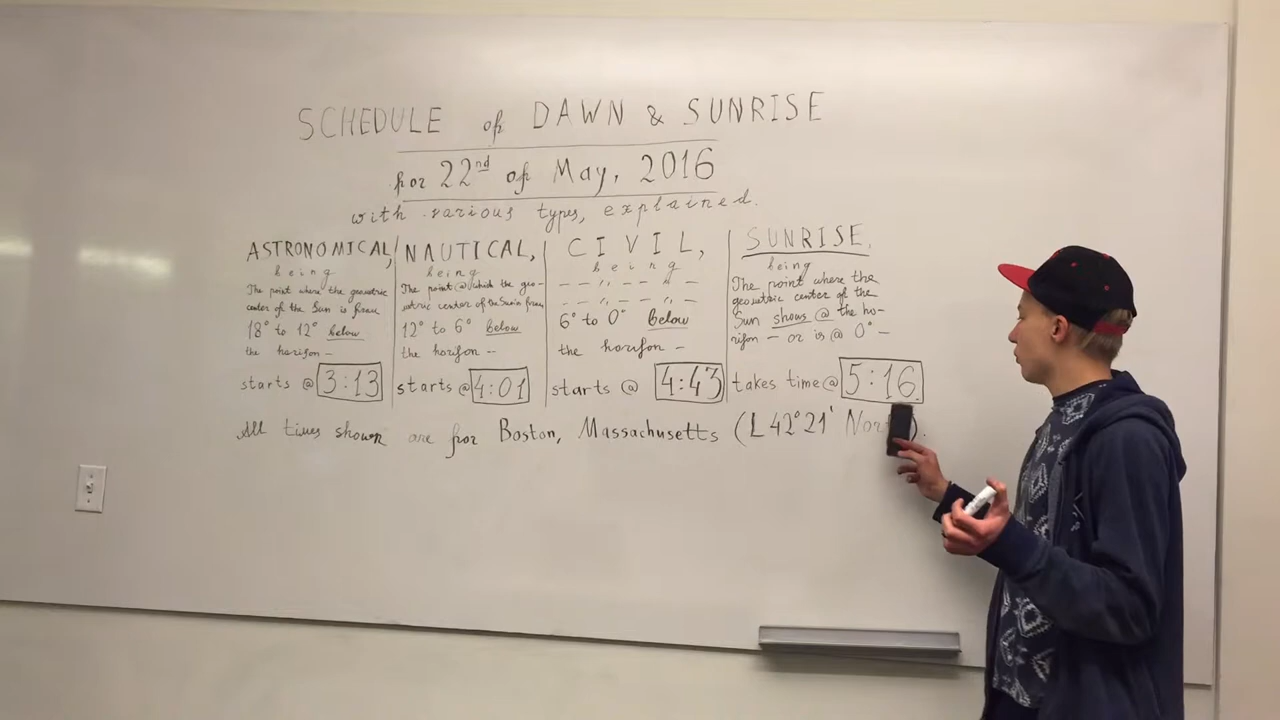 SCHEDULE of DAWN & SUNRISE
for 22nd of May, 2016
with various types, explained.
ASTRONOMICAL,
being
The point where the geometric
center of the Sun is from
18° to 12° below
the horizon –
starts @ 3:13
NAUTICAL,
being
The point @ which the geo-
metric center of the Sun is from
12° to 6° below
the horizon –
starts @ 4:01
CIVIL,
being
– – ,, – – ,, –
– – ,, – – ,, –
6° to 0° below
the horizon –
starts @ 4:43
SUNRISE,
being
The point where the
geometric center of the
Sun shows @ the ho-
rizon – or is @ 0° –
takes time @ 5:16.
All times shown are for Boston, Massachusetts (L 42°21' Nor ).